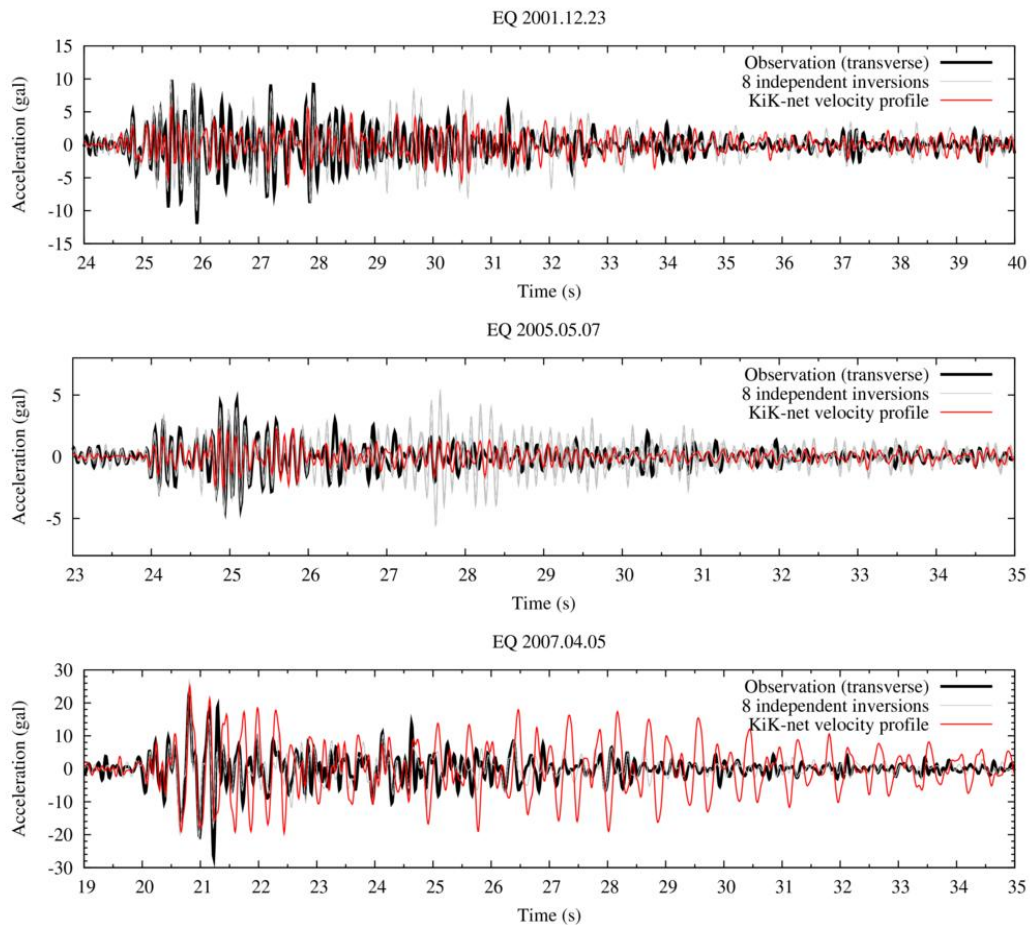 EQ 2001.12.23
15
10
5
0
-5
-10
-15
Acceleration (gal)
Observation (transverse)
8 independent inversions
KiK-net velocity profile
24 25 26 27 28 29 30 31 32 33 34 35 36 37 38 39 40
Time (s)
EQ 2005.05.07
5
0
-5
Acceleration (gal)
Observation (transverse)
8 independent inversions
KiK-net velocity profile
23 24 25 26 27 28 29 30 31 32 33 34 35
Time (s)
EQ 2007.04.05
30
20
10
0
-10
-20
-30
Acceleration (gal)
Observation (transverse)
8 independent inversions
KiK-net velocity profile
19 20 21 22 23 24 25 26 27 28 29 30 31 32 33 34 35
Time (s)